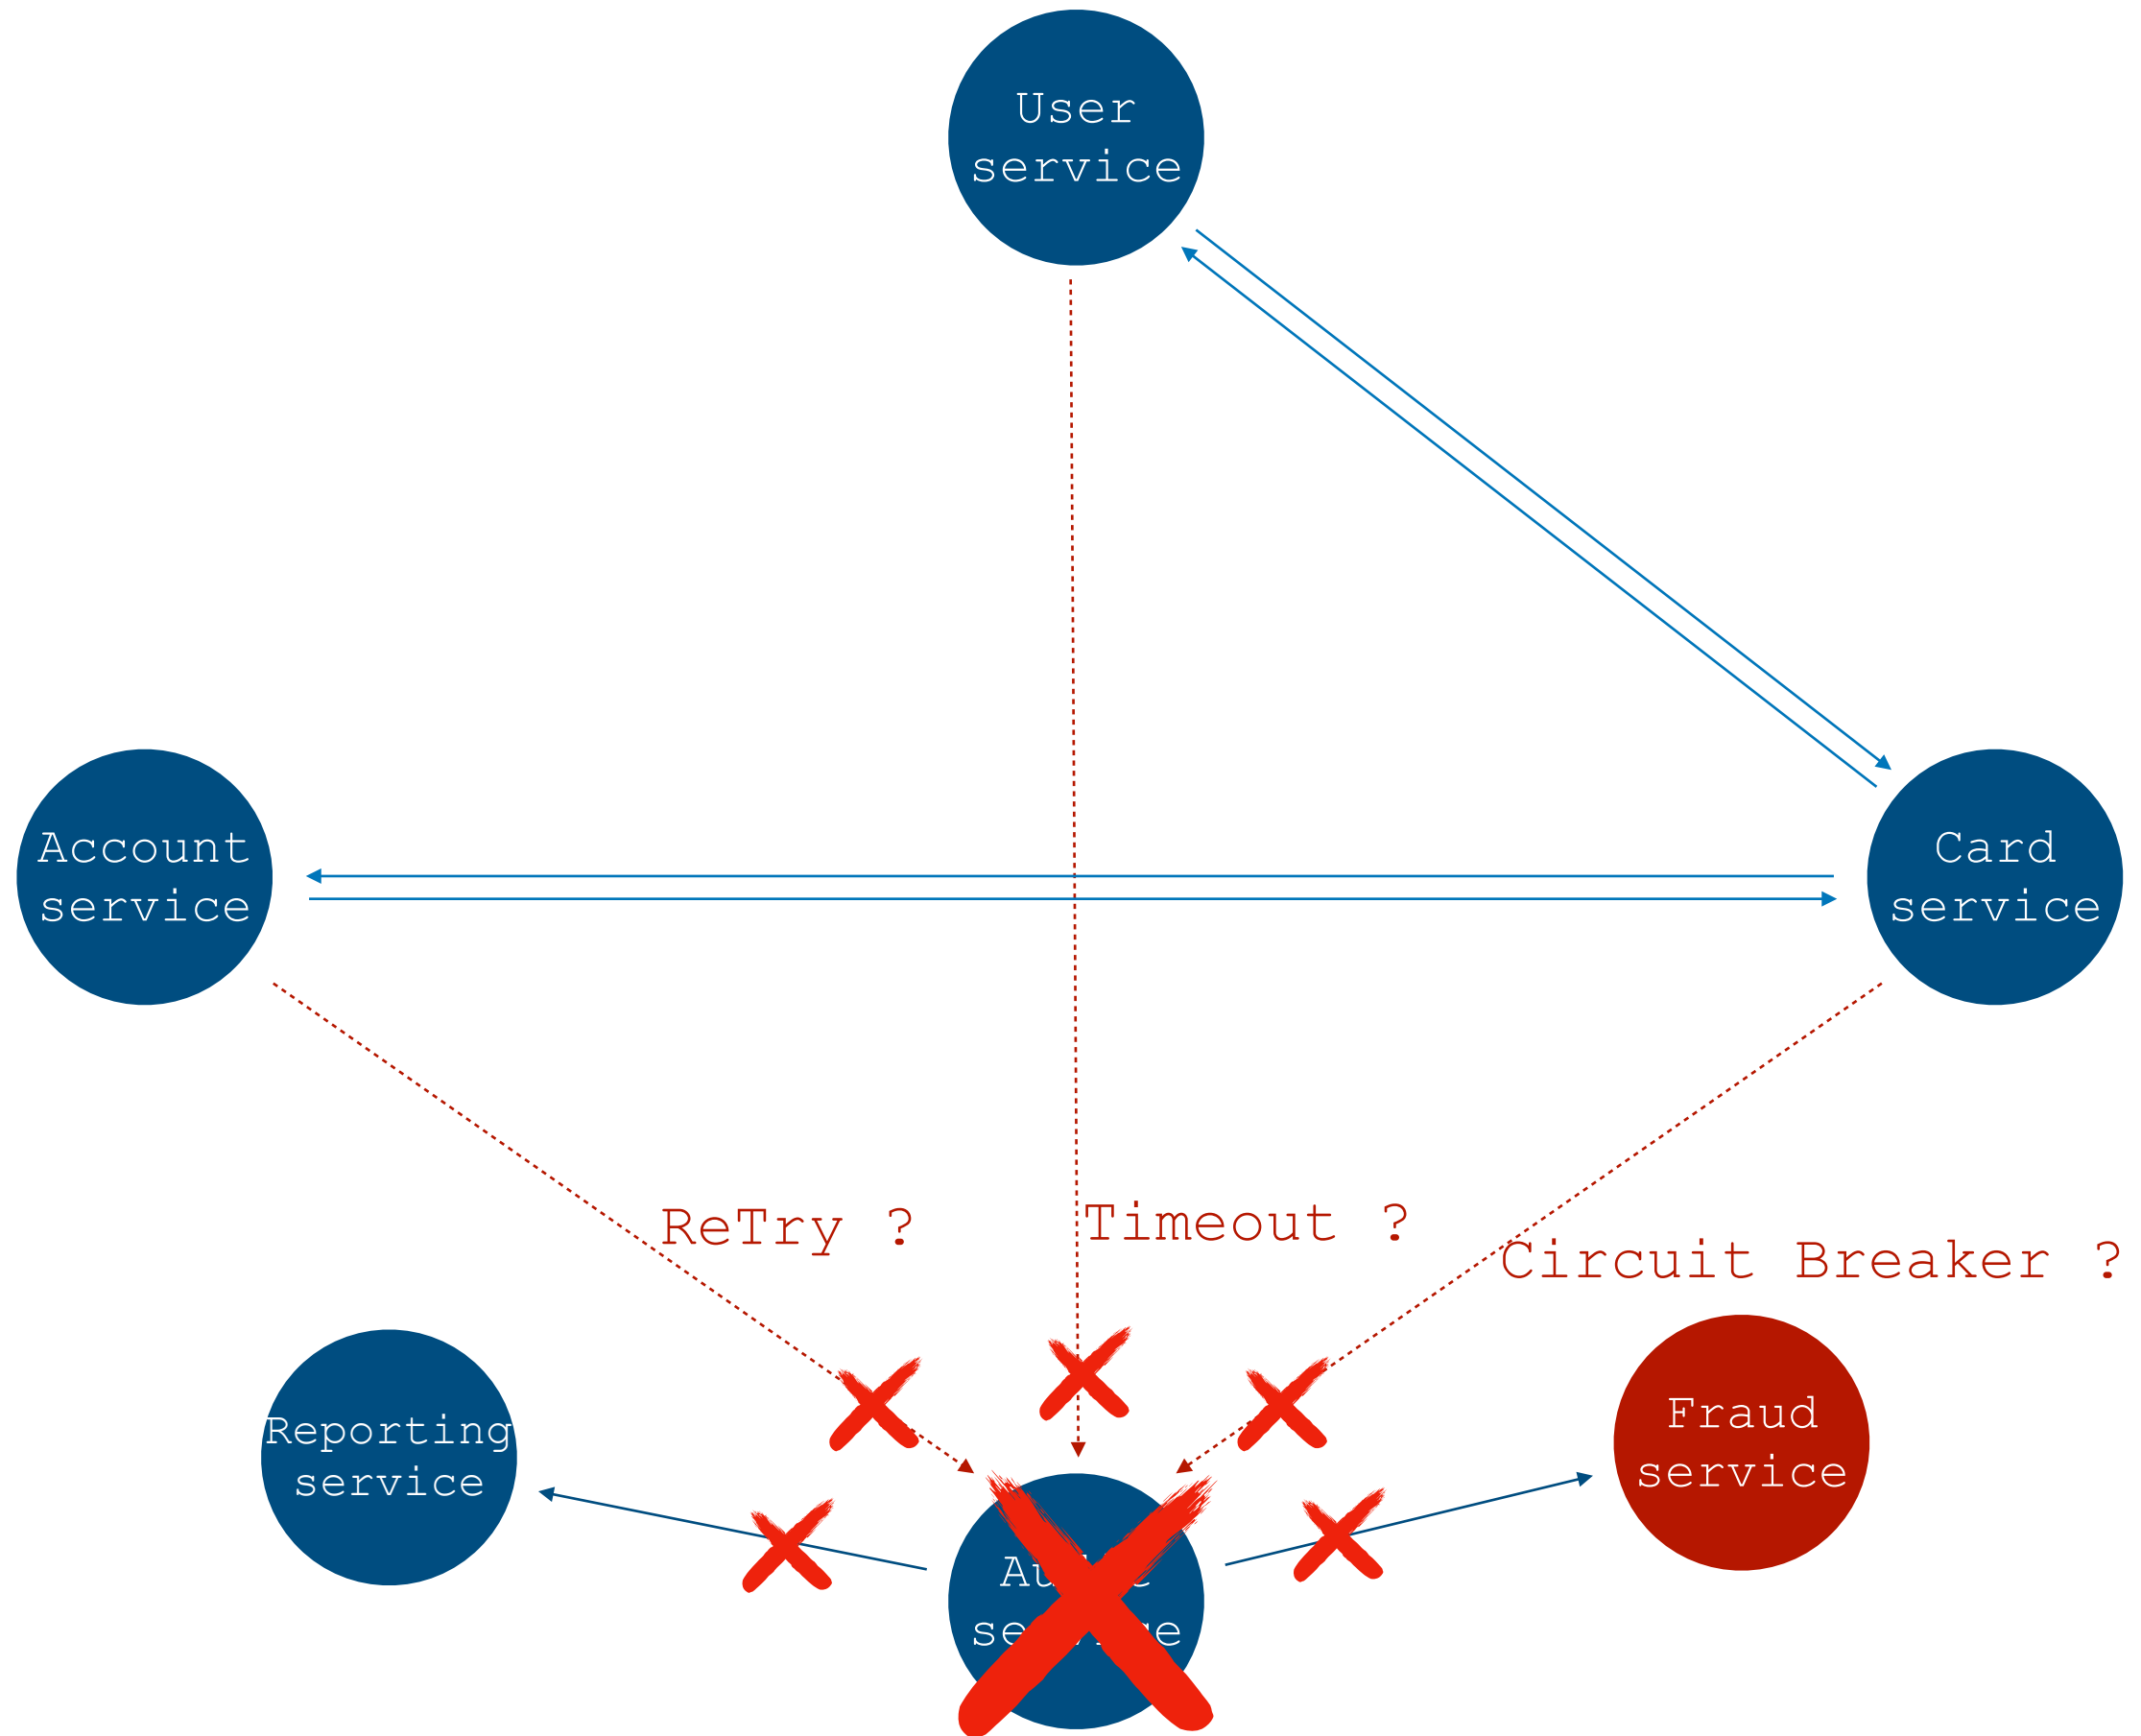 User
service
Account
service
Card
service
ReTry ?
Timeout ?
Circuit Breaker ?
Reporting
service
Fraud
service